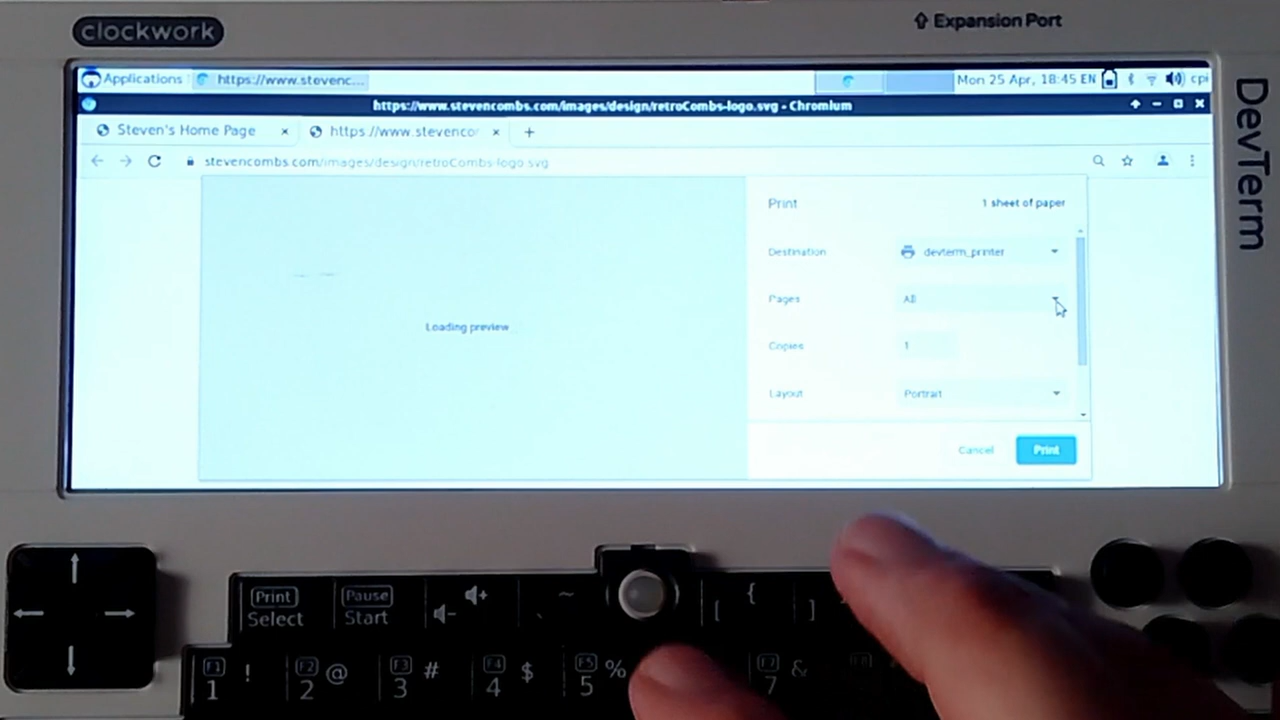 clockwork
Expansion Port
DevTerm
Applications
https://www.stevenc...
Mon 25 Apr, 18:45 EN
cpi
https://www.stevencombs.com/images/design/retroCombs-logo.svg - Chromium
Steven's Home Page
https://www.stevenco
stevencombs.com/images/design/retroCombs-logo.svg
Print
1 sheet of paper
Destination
devterm_printer
Pages
All
Copies
1
Layout
Portrait
Loading preview
Cancel
Print
Print
Select
Pause
Start
` ~
[ {
]
F1 1 !
F2 2 @
F3 3 #
F4 4 $
F5 5 %
F7 7 &